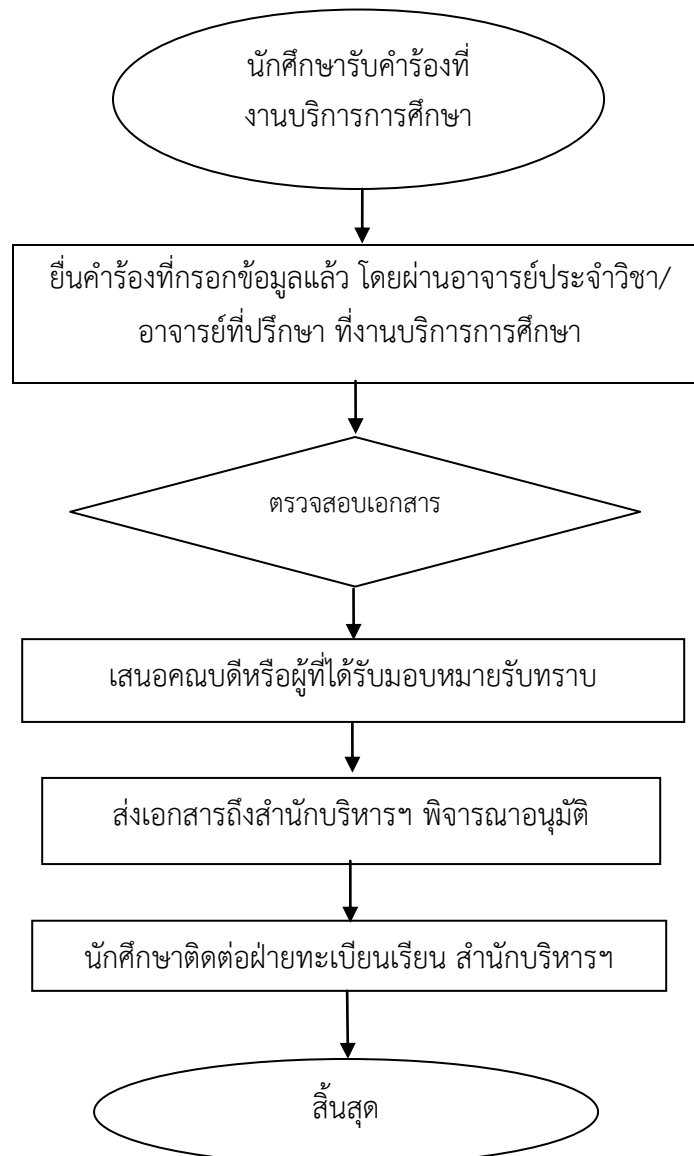 นักศึกษารับคำร้องที่
งานบริการการศึกษา
ยื่นคำร้องที่กรอกข้อมูลแล้ว โดยผ่านอาจารย์ประจำวิชา/
อาจารย์ที่ปรึกษา ที่งานบริการการศึกษา
ตรวจสอบเอกสาร
เสนอคณบดีหรือผู้ที่ได้รับมอบหมายรับทราบ
ส่งเอกสารถึงสำนักบริหารฯ พิจารณาอนุมัติ
นักศึกษาติดต่อฝ่ายทะเบียนเรียน สำนักบริหารฯ
สิ้นสุด